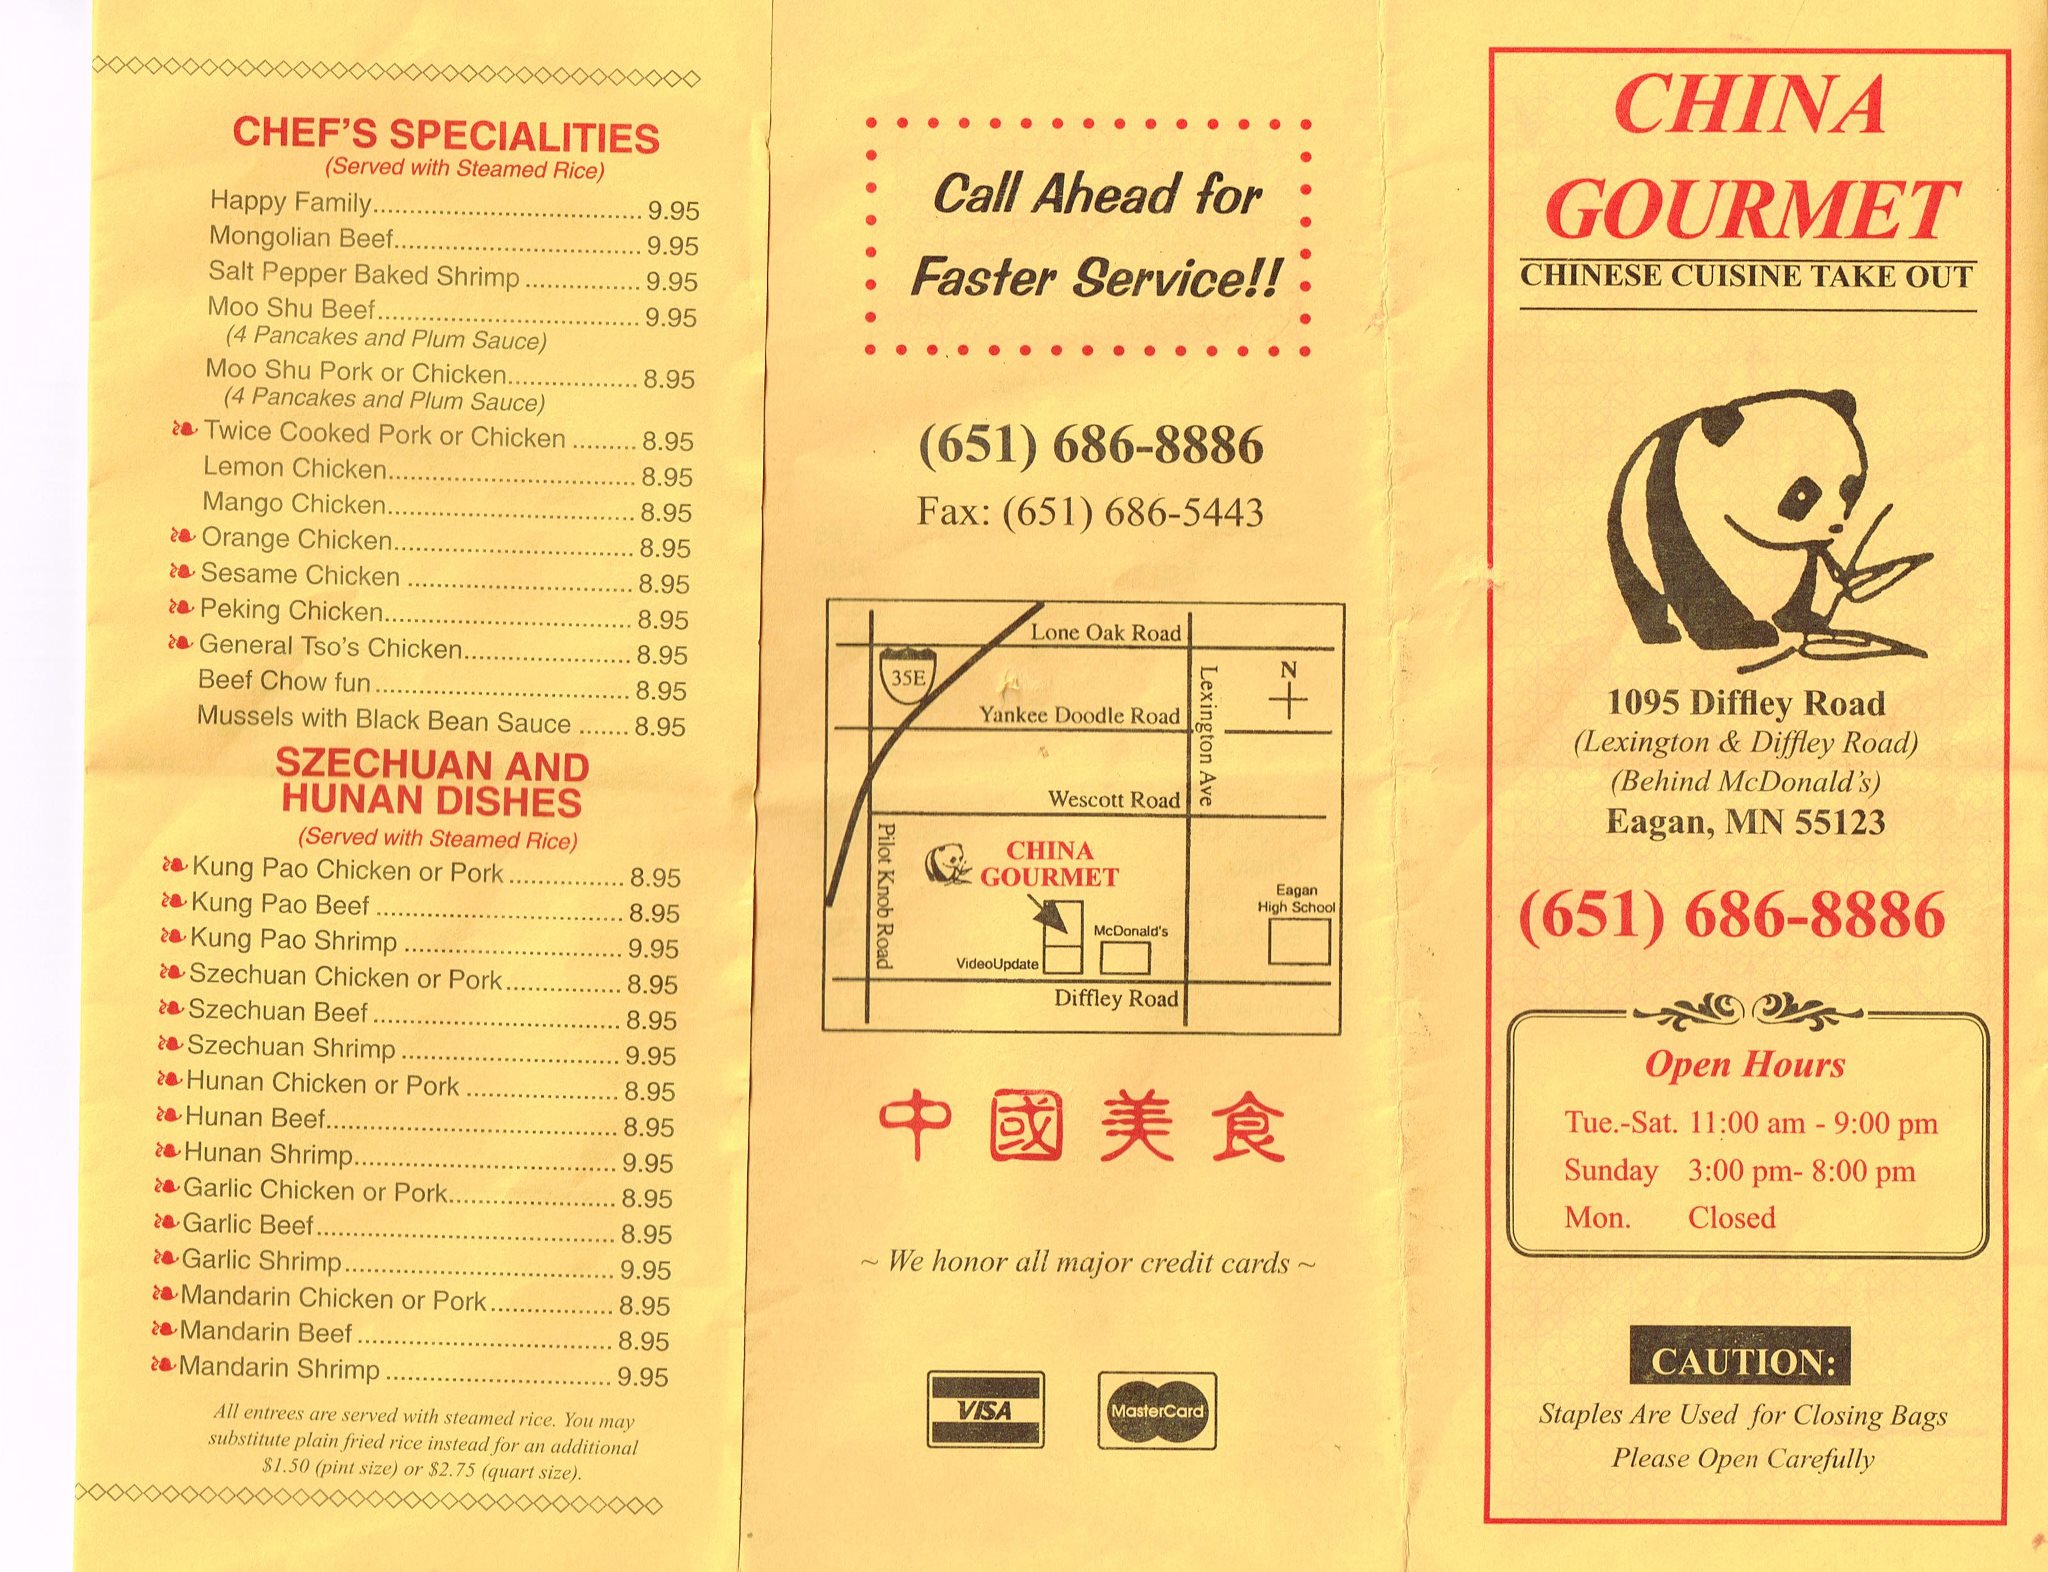 CHEF'S SPECIALITIES
(Served with Steamed Rice)
Happy Family.................................... 9.95
Mongolian Beef................................. 9.95
Salt Pepper Baked Shrimp ................ 9.95
Moo Shu Beef.................................... 9.95
(4 Pancakes and Plum Sauce)
Moo Shu Pork or Chicken.................. 8.95
(4 Pancakes and Plum Sauce)
Twice Cooked Pork or Chicken ......... 8.95
Lemon Chicken.................................. 8.95
Mango Chicken.................................. 8.95
Orange Chicken................................. 8.95
Sesame Chicken ............................... 8.95
Peking Chicken.................................. 8.95
General Tso's Chicken....................... 8.95
Beef Chow fun................................... 8.95
Mussels with Black Bean Sauce ....... 8.95
SZECHUAN AND
HUNAN DISHES
(Served with Steamed Rice)
Kung Pao Chicken or Pork................ 8.95
Kung Pao Beef .................................. 8.95
Kung Pao Shrimp .............................. 9.95
Szechuan Chicken or Pork................ 8.95
Szechuan Beef.................................. 8.95
Szechuan Shrimp .............................. 9.95
Hunan Chicken or Pork ..................... 8.95
Hunan Beef........................................ 8.95
Hunan Shrimp.................................... 9.95
Garlic Chicken or Pork....................... 8.95
Garlic Beef......................................... 8.95
Garlic Shrimp..................................... 9.95
Mandarin Chicken or Pork................. 8.95
Mandarin Beef................................... 8.95
Mandarin Shrimp ............................... 9.95
All entrees are served with steamed rice. You may
substitute plain fried rice instead for an additional
$1.50 (pint size) or $2.75 (quart size).
Call Ahead for
Faster Service!!
(651) 686-8886
Fax: (651) 686-5443
Lone Oak Road
35E
N
Lexington Ave
Yankee Doodle Road
Wescott Road
Pilot Knob Road
CHINA
GOURMET
Eagan
High School
McDonald's
VideoUpdate
Diffley Road
中國美食
~ We honor all major credit cards ~
VISA
MasterCard
CHINA
GOURMET
CHINESE CUISINE TAKE OUT
1095 Diffley Road
(Lexington & Diffley Road)
(Behind McDonald's)
Eagan, MN 55123
(651) 686-8886
Open Hours
Tue.-Sat. 11:00 am - 9:00 pm
Sunday 3:00 pm- 8:00 pm
Mon. Closed
CAUTION:
Staples Are Used for Closing Bags
Please Open Carefully